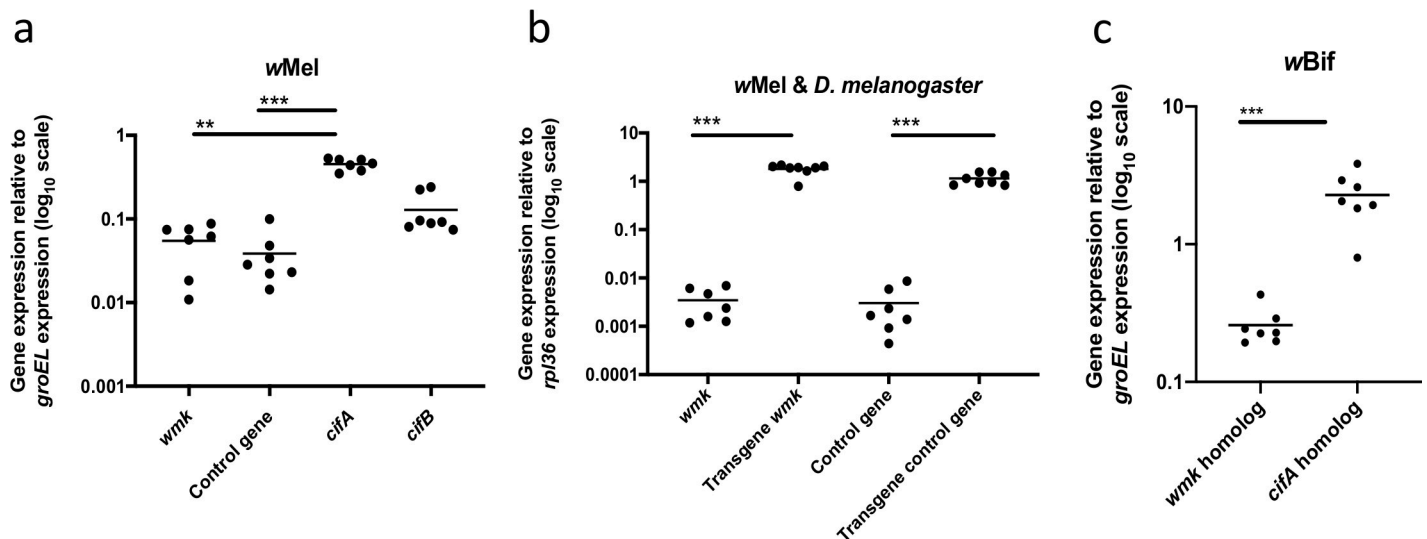 a
wMel
Gene expression relative to
groEL expression (log10 scale)
***
**
1
0.1
0.01
0.001
wmk
Control gene
cifA
cifB
b
wMel & D. melanogaster
Gene expression relative to
rpl36 expression (log10 scale)
***
***
10
1
0.1
0.01
0.001
0.0001
wmk
Transgene wmk
Control gene
Transgene control gene
c
wBif
Gene expression relative to
groEL expression (log10 scale)
***
10
1
0.1
wmk homolog
cifA homolog